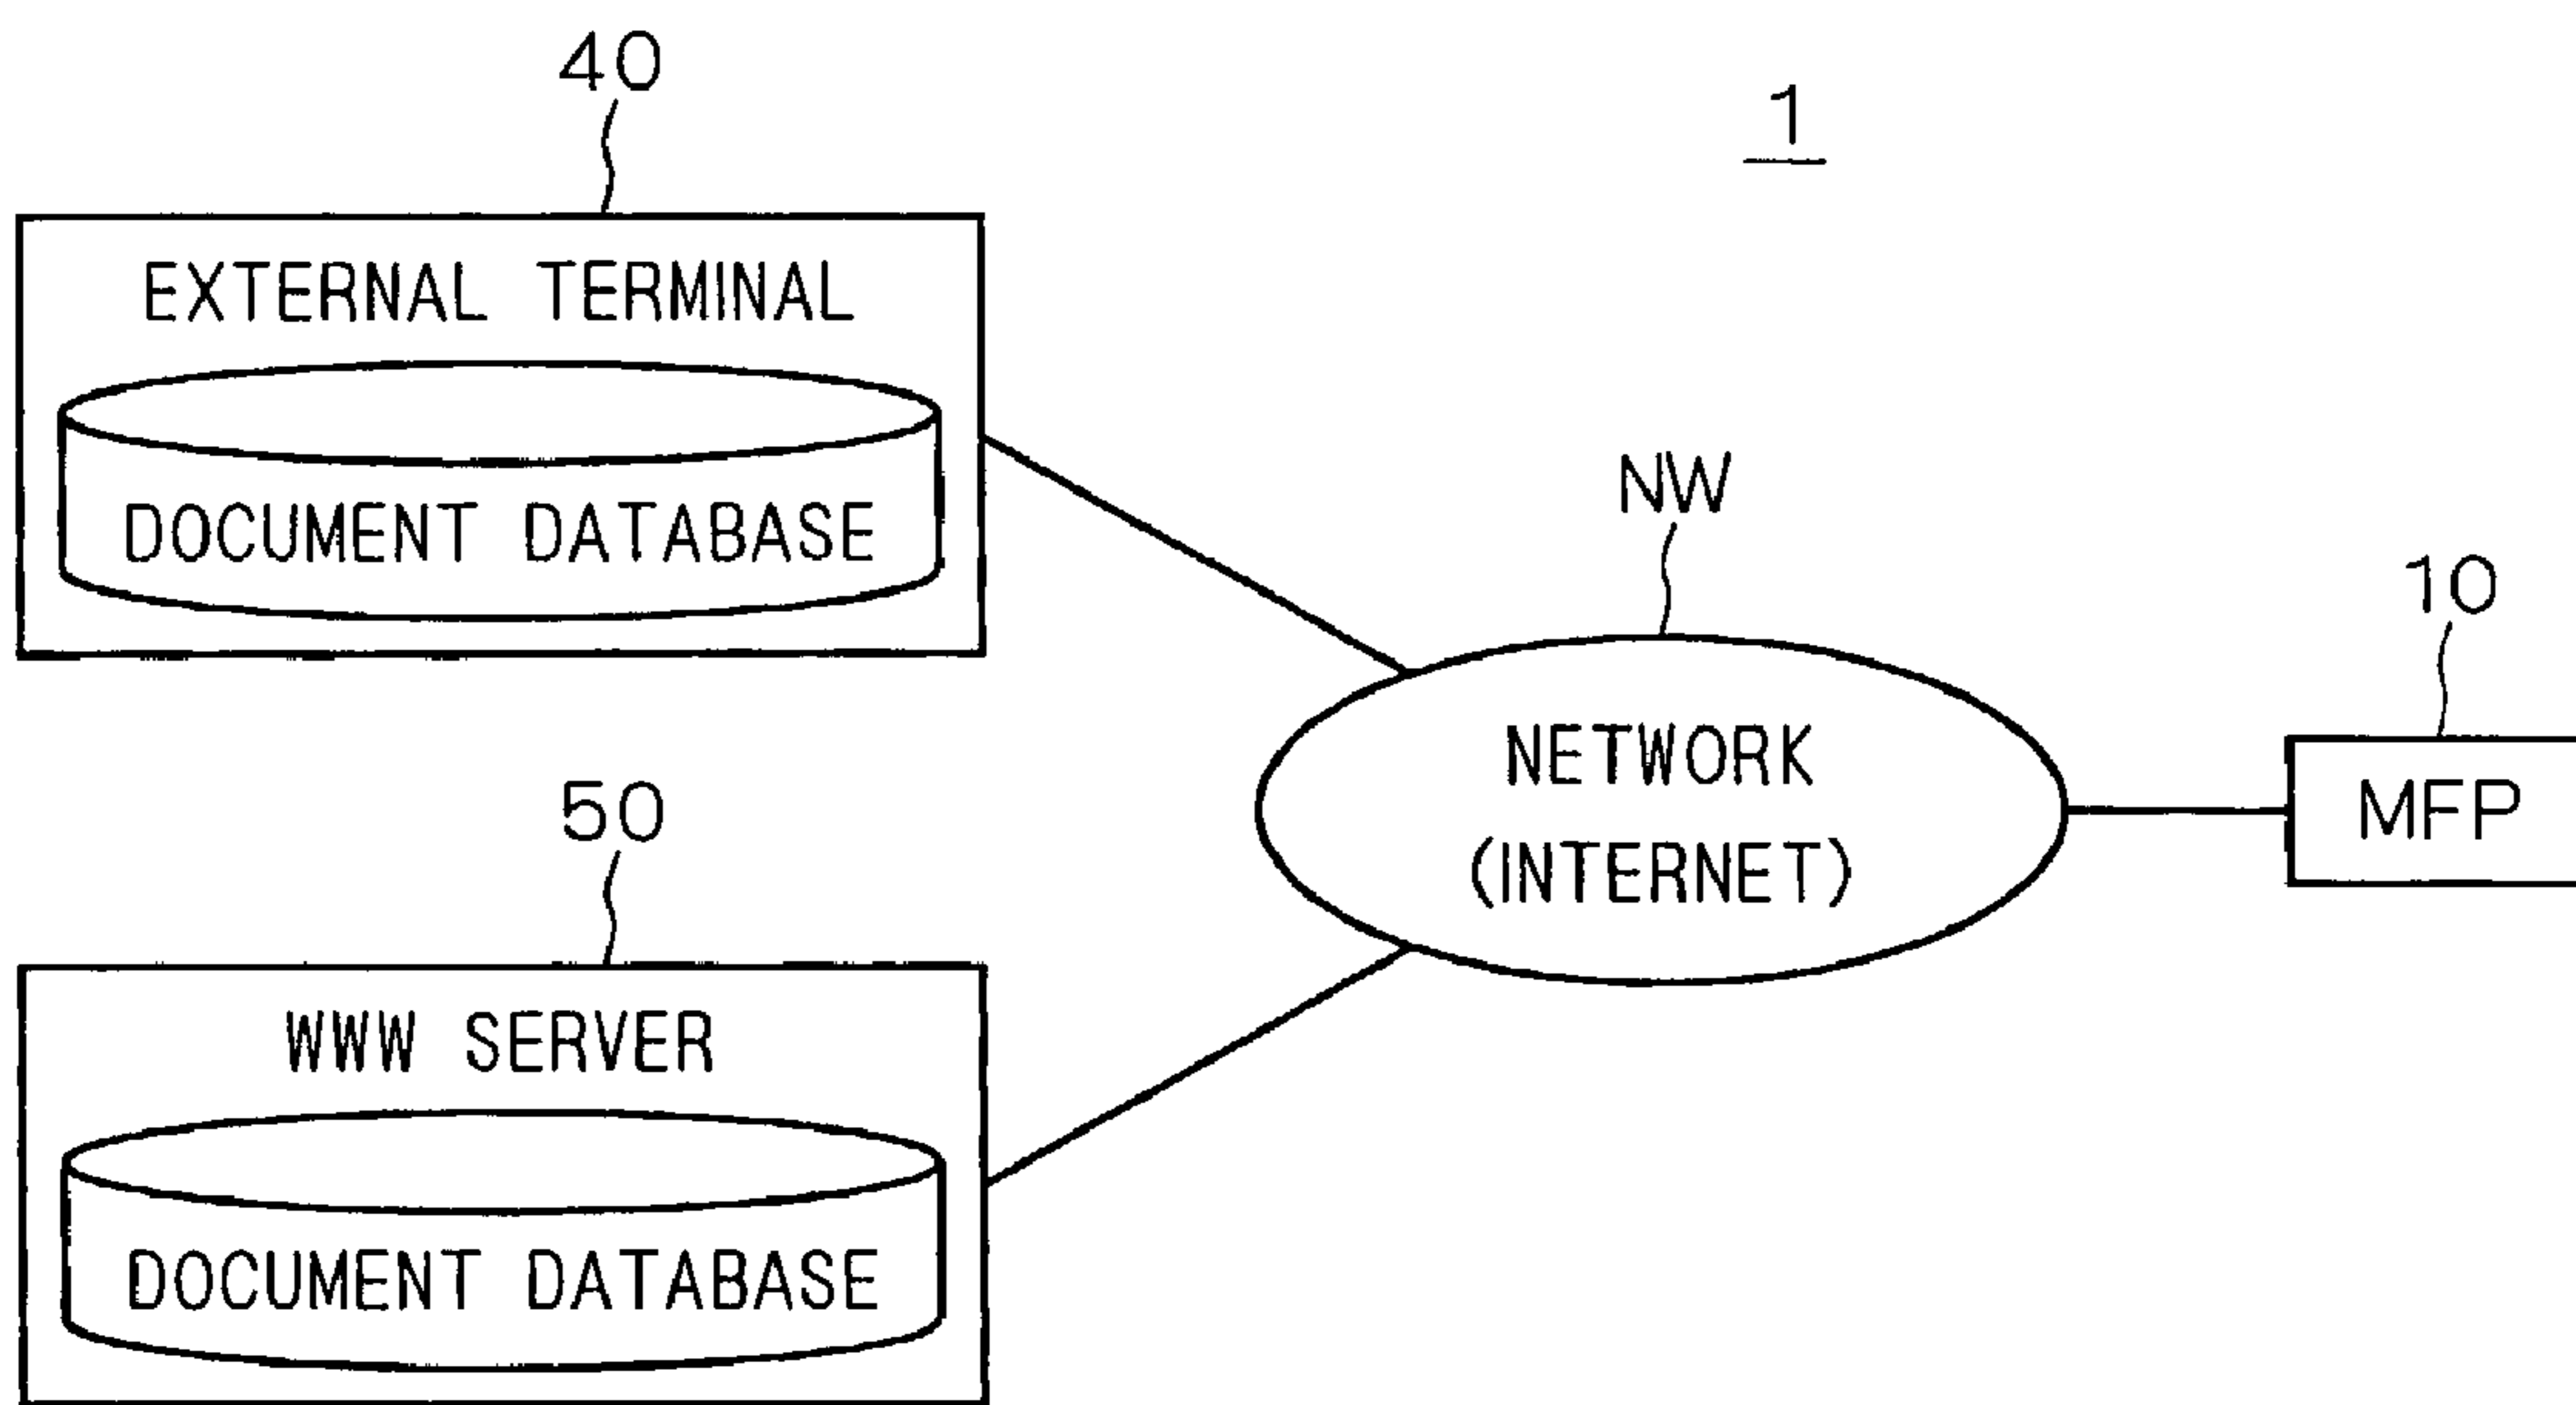 40
1
EXTERNAL TERMINAL
DOCUMENT DATABASE
NW
10
NETWORK
(INTERNET)
MFP
50
WWW SERVER
DOCUMENT DATABASE